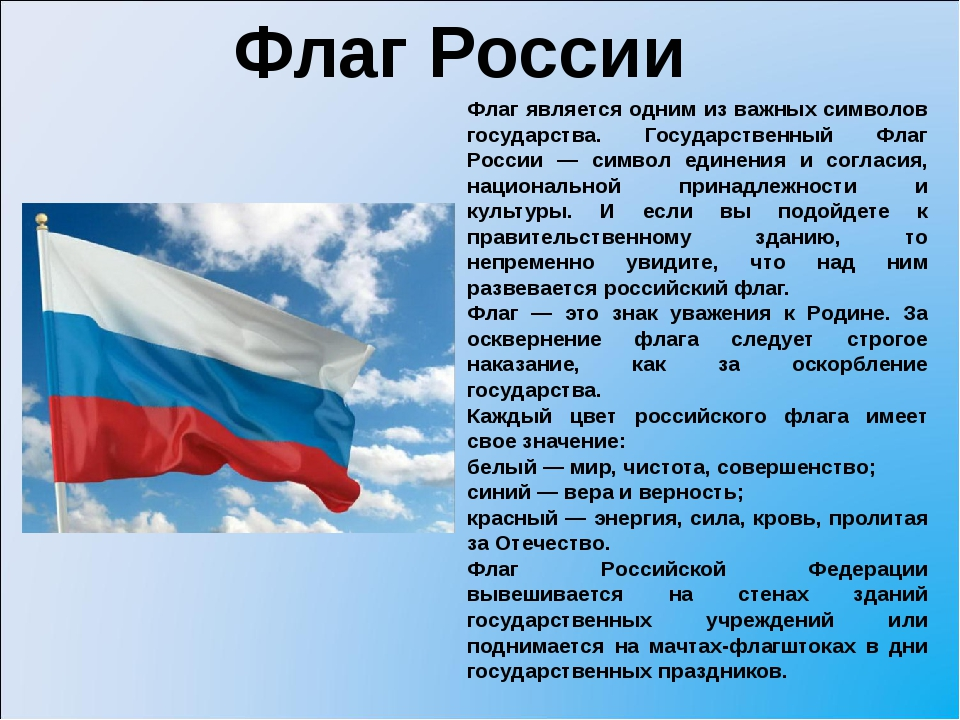 Флаг России
Флаг является одним из важных символов
государства. Государственный Флаг
России — символ единения и согласия,
национальной принадлежности и
культуры. И если вы подойдете к
правительственному зданию, то
непременно увидите, что над ним
развевается российский флаг.
Флаг — это знак уважения к Родине. За
осквернение флага следует строгое
наказание, как за оскорбление
государства.
Каждый цвет российского флага имеет
свое значение:
белый — мир, чистота, совершенство;
синий — вера и верность;
красный — энергия, сила, кровь, пролитая
за Отечество.
Флаг Российской Федерации
вывешивается на стенах зданий
государственных учреждений или
поднимается на мачтах-флагштоках в дни
государственных праздников.